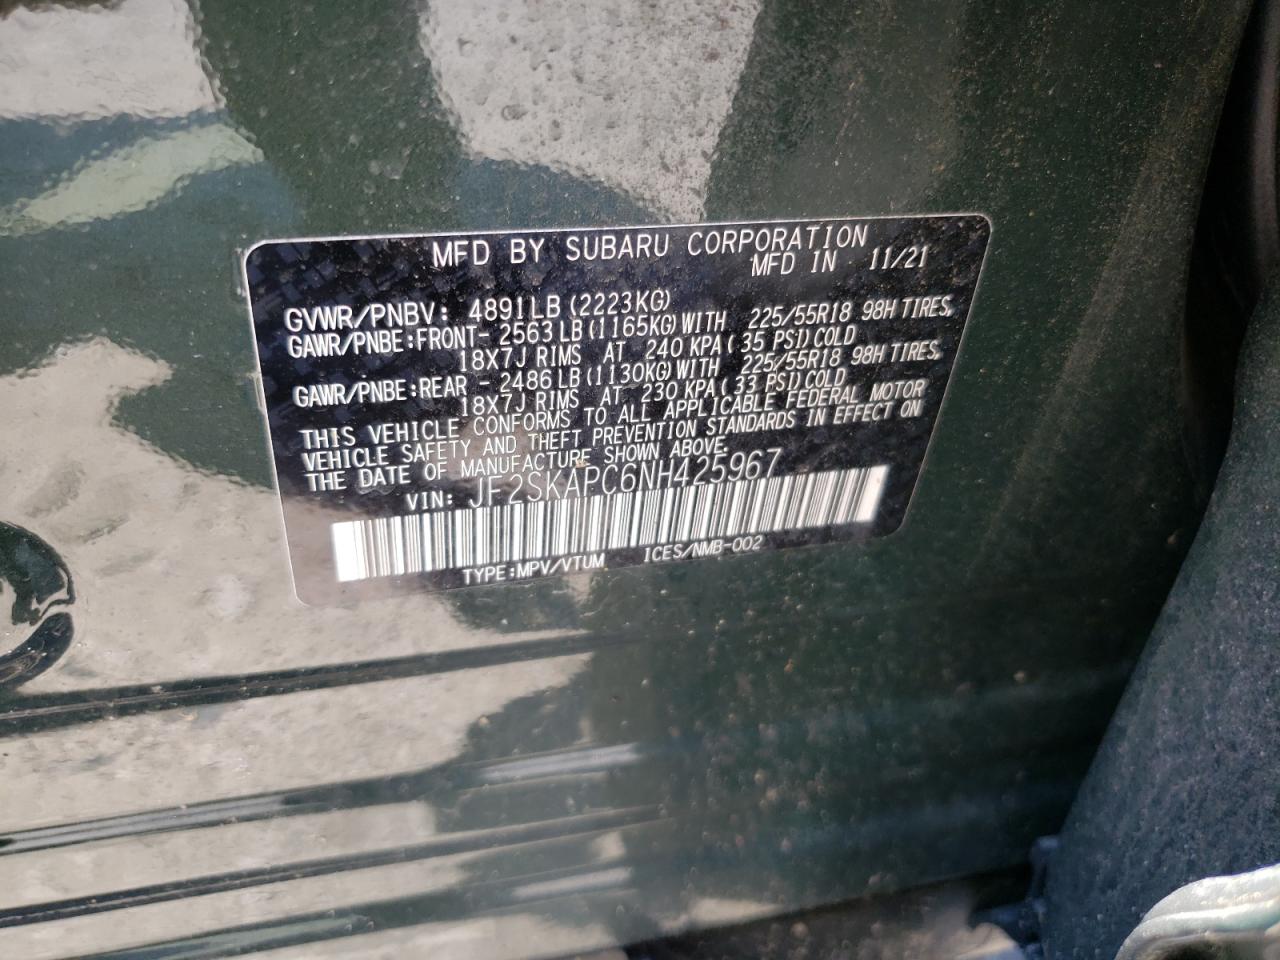 MFD BY SUBARU CORPORATION
MFD IN 11/21
GVWR/PNBV: 4891LB (2223KG)
GAWR/PNBE:FRONT-2563LB(1165KG)WITH 225/55R18 98H TIRES,
18X7J RIMS AT 240 KPA(35 PSI)COLD
GAWR/PNBE:REAR -2486LB(1130KG)WITH 225/55R18 98H TIRES,
18X7J RIMS AT 230 KPA(33 PSI)COLD
THIS VEHICLE CONFORMS TO ALL APPLICABLE FEDERAL MOTOR
VEHICLE SAFETY AND THEFT PREVENTION STANDARDS IN EFFECT ON
THE DATE OF MANUFACTURE SHOWN ABOVE.
VIN: JF2SKAPC6NH425967
TYPE:MPV/VTUM ICES/NMB-002